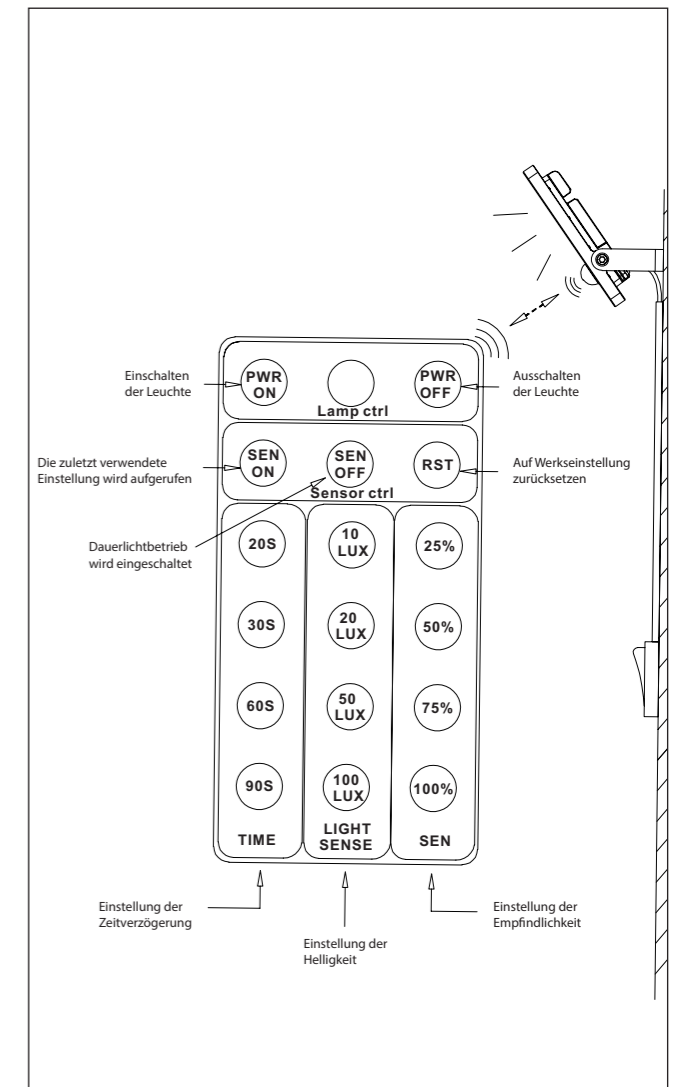 Einschalten
der Leuchte
PWR
ON
PWR
OFF
Ausschalten
der Leuchte
Lamp ctrl
Die zuletzt verwendete
Einstellung wird aufgerufen
SEN
ON
SEN
OFF
RST
Auf Werkseinstellung
zurücksetzen
Sensor ctrl
Dauerlichtbetrieb
wird eingeschaltet
20S
10
LUX
25%
30S
20
LUX
50%
60S
50
LUX
75%
90S
100
LUX
100%
TIME
LIGHT
SENSE
SEN
Einstellung der
Zeitverzögerung
Einstellung der
Helligkeit
Einstellung der
Empfindlichkeit